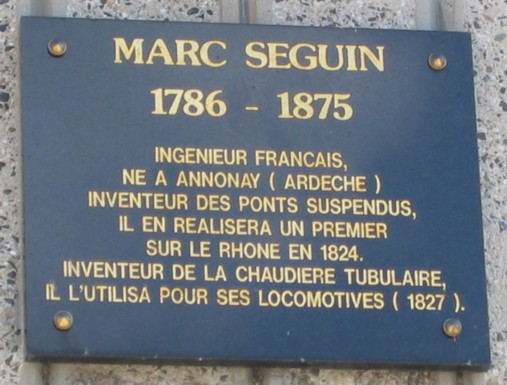 MARC SEGUIN
1786 - 1875
INGENIEUR FRANCAIS,
NE A ANNONAY ( ARDECHE )
INVENTEUR DES PONTS SUSPENDUS,
IL EN REALISERA UN PREMIER
SUR LE RHONE EN 1824.
INVENTEUR DE LA CHAUDIERE TUBULAIRE,
IL L'UTILISA POUR SES LOCOMOTIVES ( 1827 ).